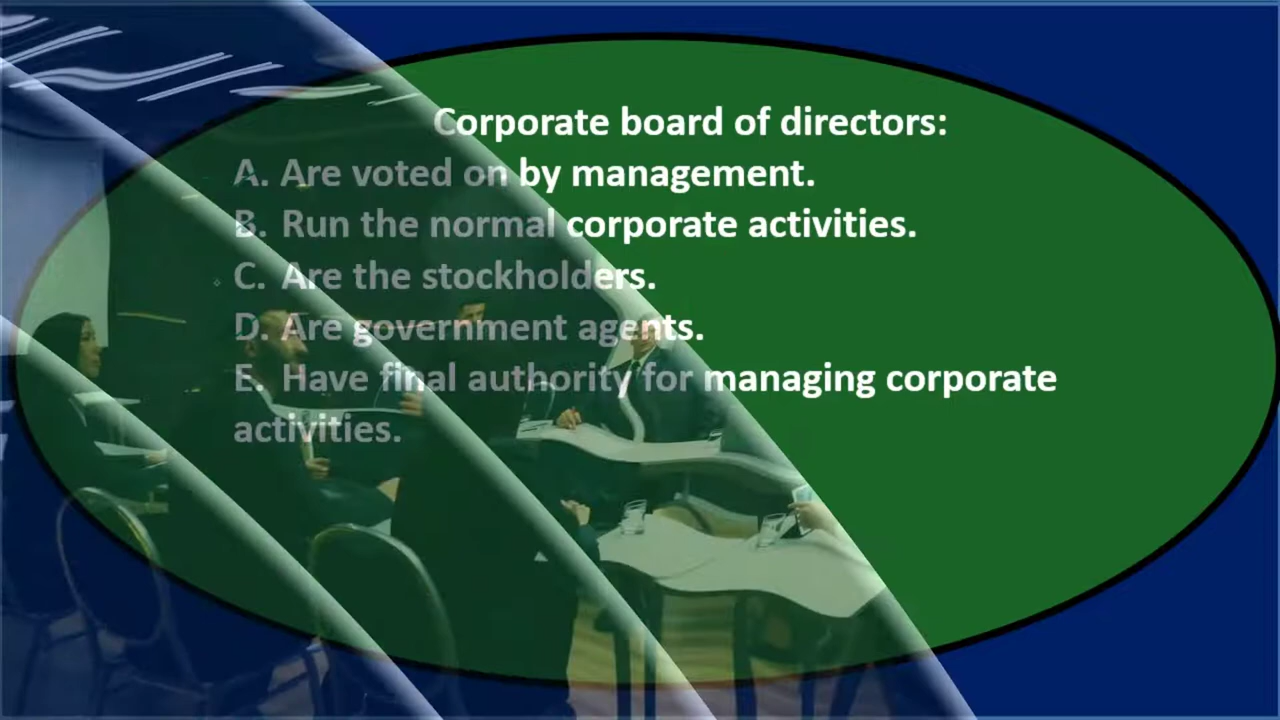 Corporate board of directors:
A. Are voted on by management.
B. Run the normal corporate activities.
C. Are the stockholders.
D. Are government agents.
E. Have final authority for managing corporate
activities.